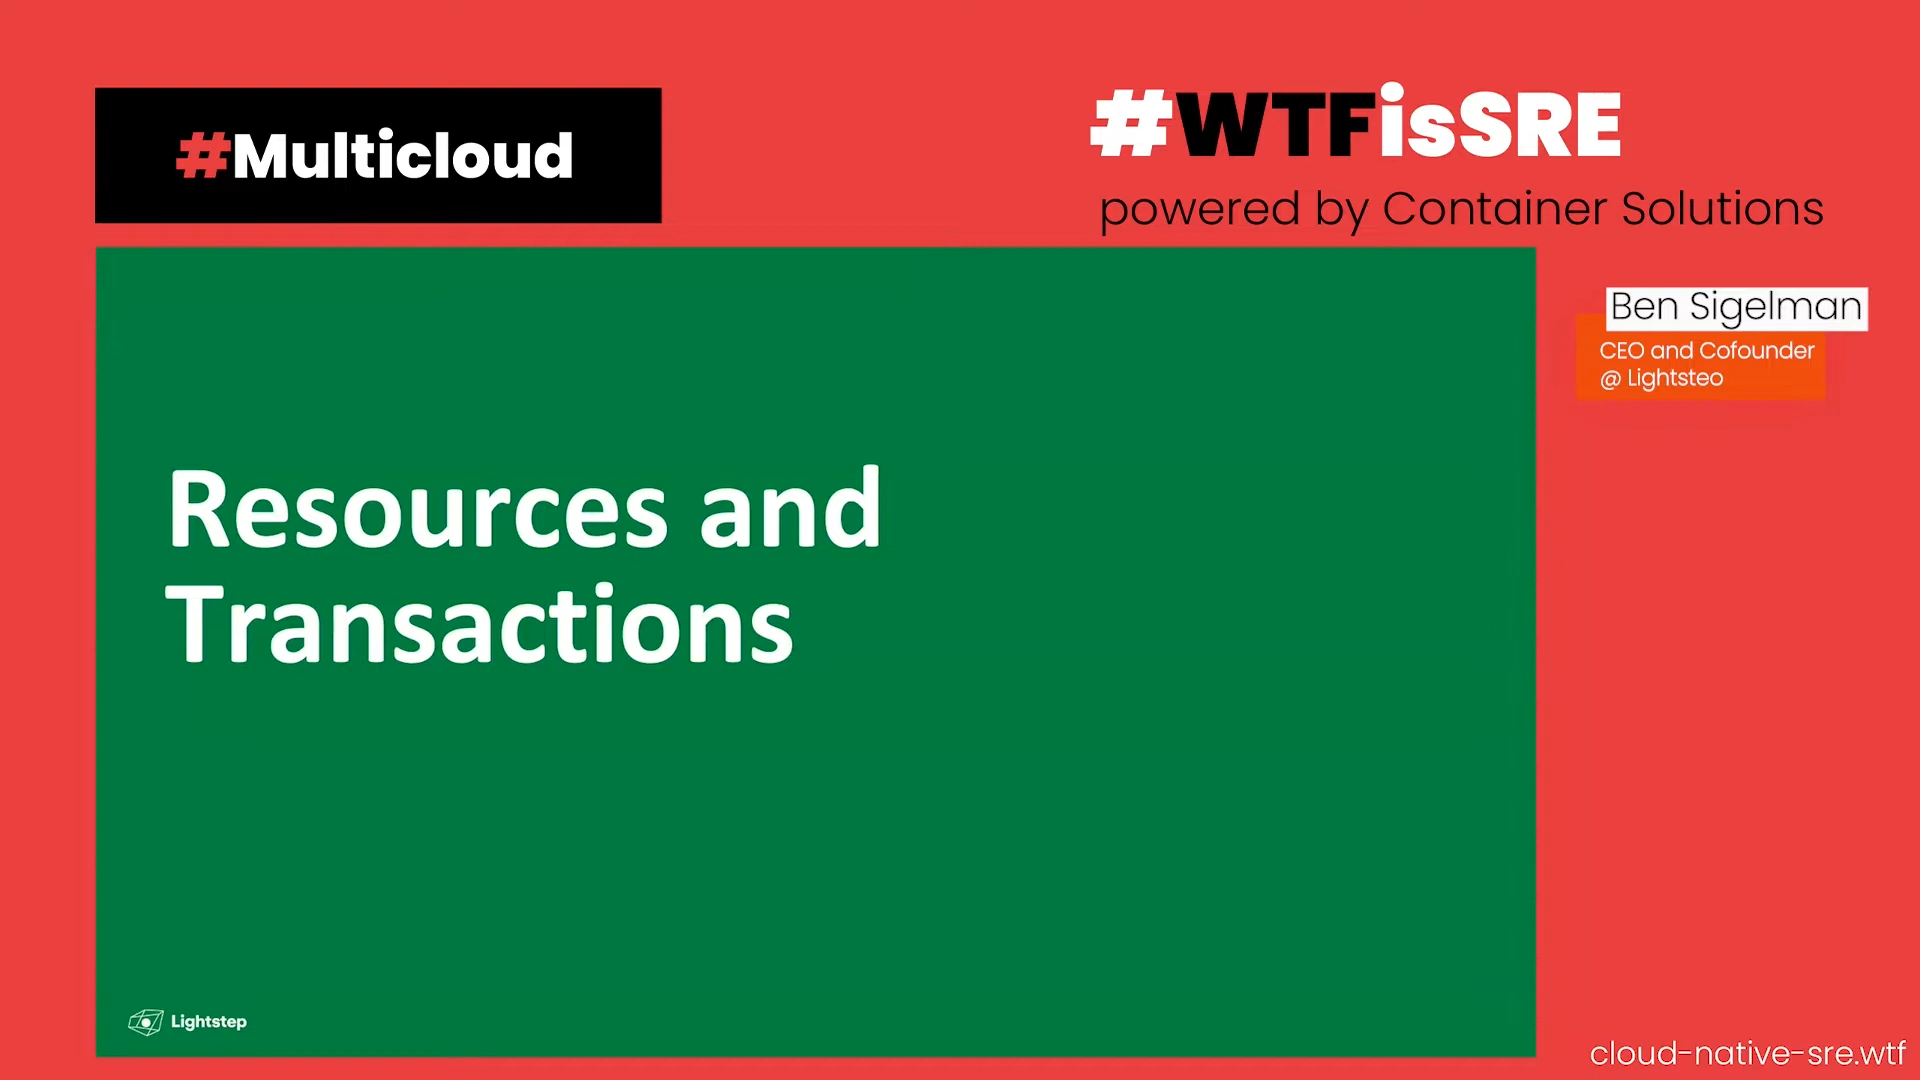 #Multicloud
#WTFisSRE
powered by Container Solutions
Ben Sigelman
CEO and Cofounder
@ Lightsteo
Resources and
Transactions
Lightstep
cloud-native-sre.wtf